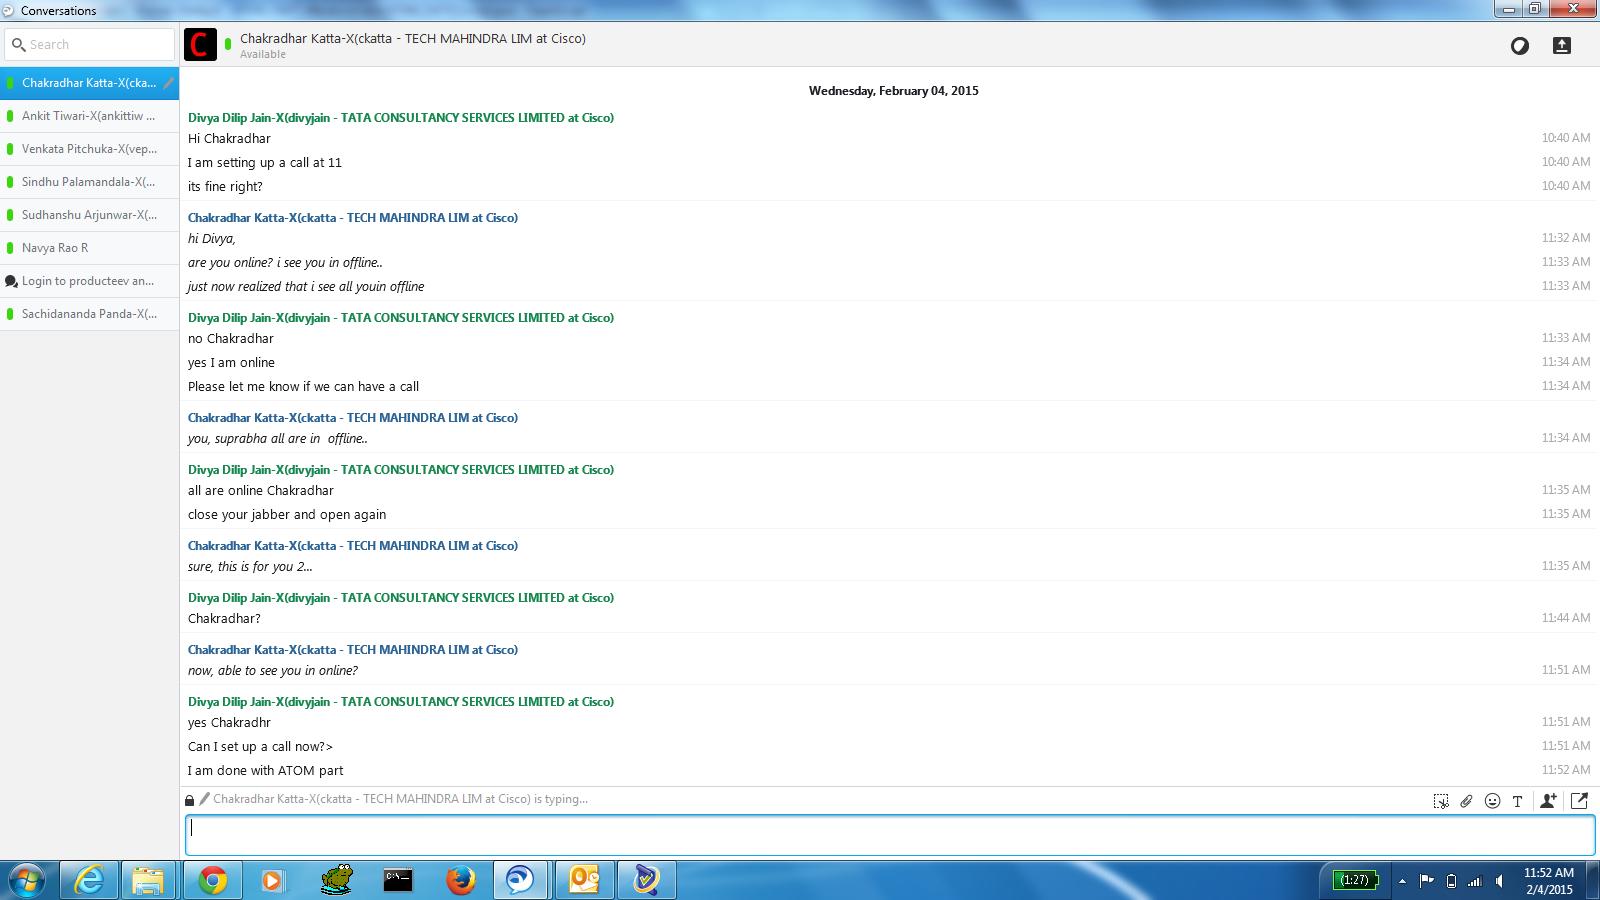 Conversations
Search
Chakradhar Katta-X(ckatta - TECH MAHINDRA LIM at Cisco)
Available
Chakradhar Katta-X(cka...
Ankit Tiwari-X(ankittiw ...
Venkata Pitchuka-X(vep...
Sindhu Palamandala-X(...
Sudhanshu Arjunwar-X(...
Navya Rao R
Login to producteev an...
Sachidananda Panda-X(...
Wednesday, February 04, 2015
Divya Dilip Jain-X(divyjain - TATA CONSULTANCY SERVICES LIMITED at Cisco)
Hi Chakradhar 10:40 AM
I am setting up a call at 11 10:40 AM
its fine right? 10:40 AM
Chakradhar Katta-X(ckatta - TECH MAHINDRA LIM at Cisco)
hi Divya, 11:32 AM
are you online? i see you in offline.. 11:33 AM
just now realized that i see all youin offline 11:33 AM
Divya Dilip Jain-X(divyjain - TATA CONSULTANCY SERVICES LIMITED at Cisco)
no Chakradhar 11:33 AM
yes I am online 11:34 AM
Please let me know if we can have a call 11:34 AM
Chakradhar Katta-X(ckatta - TECH MAHINDRA LIM at Cisco)
you, suprabha all are in  offline.. 11:34 AM
Divya Dilip Jain-X(divyjain - TATA CONSULTANCY SERVICES LIMITED at Cisco)
all are online Chakradhar 11:35 AM
close your jabber and open again 11:35 AM
Chakradhar Katta-X(ckatta - TECH MAHINDRA LIM at Cisco)
sure, this is for you 2... 11:35 AM
Divya Dilip Jain-X(divyjain - TATA CONSULTANCY SERVICES LIMITED at Cisco)
Chakradhar? 11:44 AM
Chakradhar Katta-X(ckatta - TECH MAHINDRA LIM at Cisco)
now, able to see you in online? 11:51 AM
Divya Dilip Jain-X(divyjain - TATA CONSULTANCY SERVICES LIMITED at Cisco)
yes Chakradhr 11:51 AM
Can I set up a call now?> 11:51 AM
I am done with ATOM part 11:52 AM
Chakradhar Katta-X(ckatta - TECH MAHINDRA LIM at Cisco) is typing...
C
T
C:\.
(1:27)
11:52 AM
2/4/2015